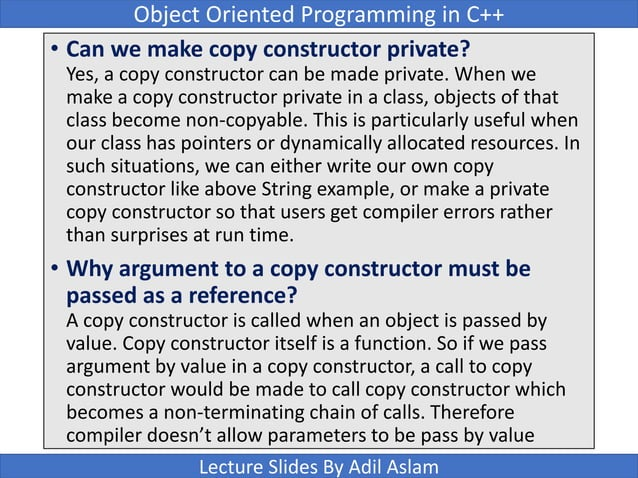 Object Oriented Programming in C++
• Can we make copy constructor private?
Yes, a copy constructor can be made private. When we
make a copy constructor private in a class, objects of that
class become non-copyable. This is particularly useful when
our class has pointers or dynamically allocated resources. In
such situations, we can either write our own copy
constructor like above String example, or make a private
copy constructor so that users get compiler errors rather
than surprises at run time.
• Why argument to a copy constructor must be
passed as a reference?
A copy constructor is called when an object is passed by
value. Copy constructor itself is a function. So if we pass
argument by value in a copy constructor, a call to copy
constructor would be made to call copy constructor which
becomes a non-terminating chain of calls. Therefore
compiler doesn’t allow parameters to be pass by value
Lecture Slides By Adil Aslam